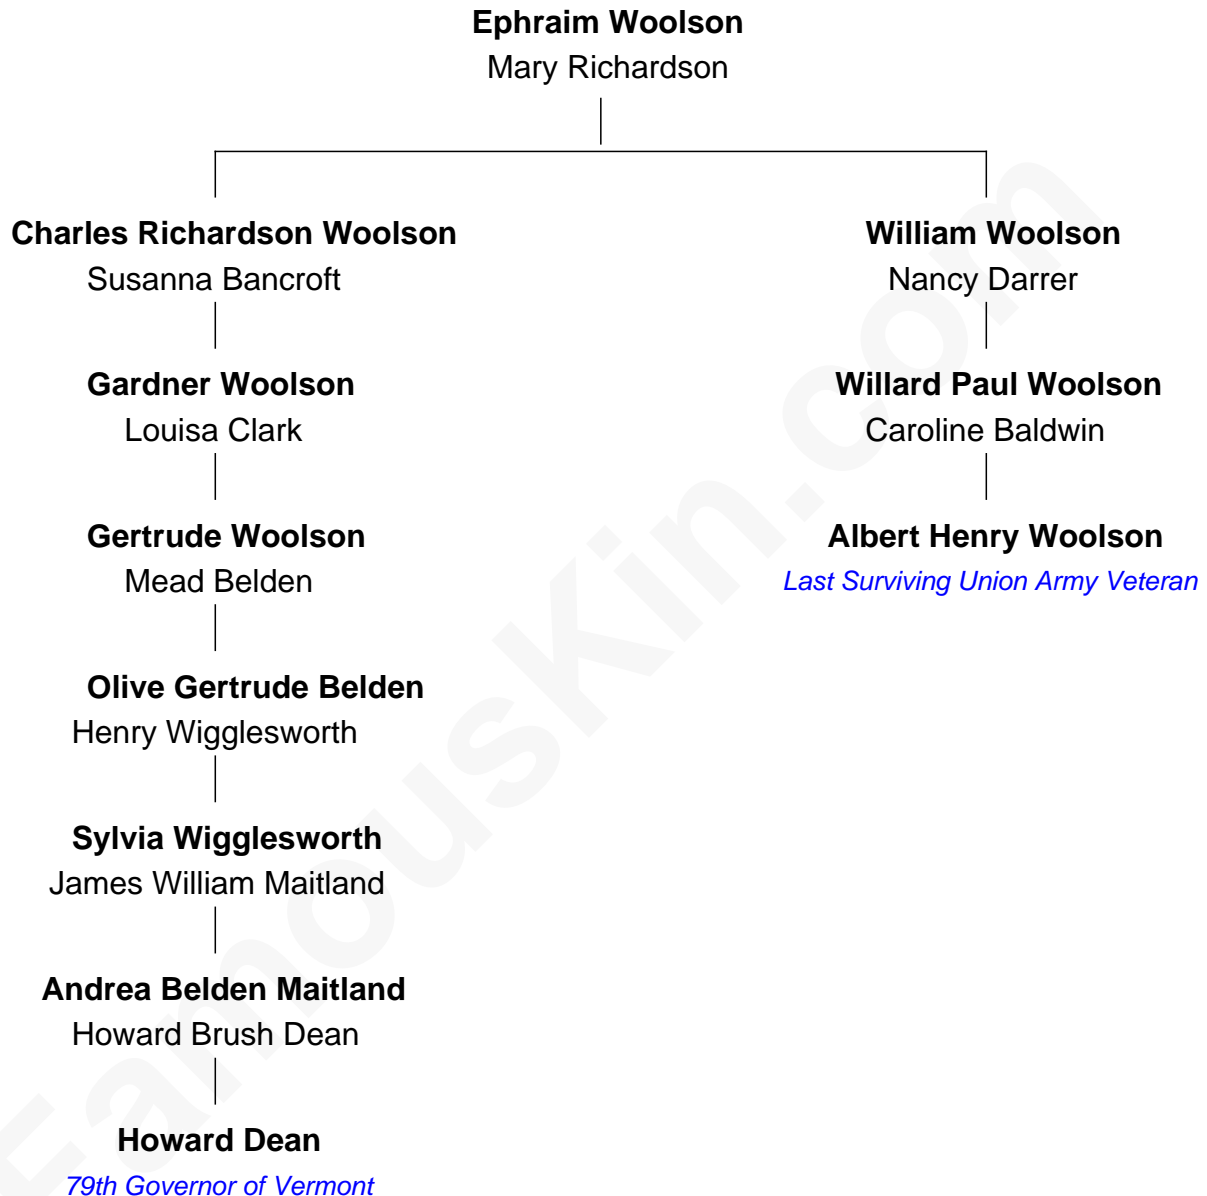 Ephraim Woolson
Mary Richardson
Charles Richardson Woolson
Susanna Bancroft
William Woolson
Nancy Darrer
Gardner Woolson
Louisa Clark
Willard Paul Woolson
Caroline Baldwin
Gertrude Woolson
Mead Belden
Albert Henry Woolson
Last Surviving Union Army Veteran
Olive Gertrude Belden
Henry Wigglesworth
Sylvia Wigglesworth
James William Maitland
Andrea Belden Maitland
Howard Brush Dean
Howard Dean
79th Governor of Vermont
FamousKin.com